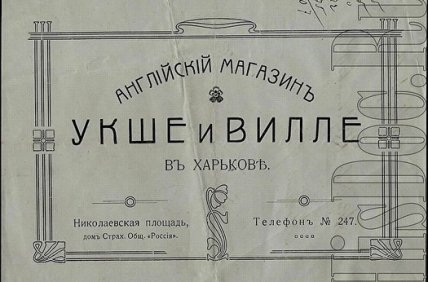 АНГЛІЙСКІЙ МАГАЗИНЪ
УКШЕ и ВИЛЛЕ
ВЪ ХАРЬКОВѢ.
Николаевская площадь,
домъ Страх. Общ. „Россія“.
Телефонъ № 247.